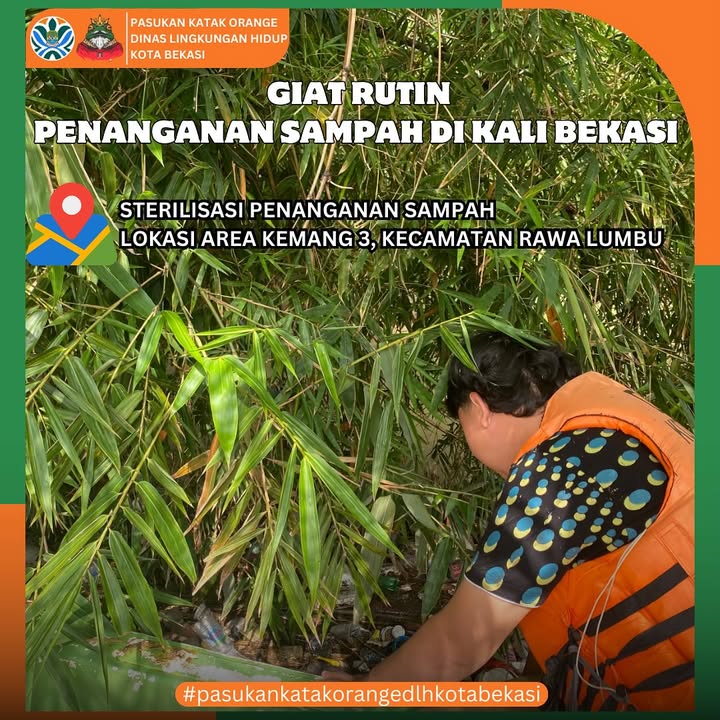 PASUKAN KATAK ORANGE
DINAS LINGKUNGAN HIDUP
KOTA BEKASI
GIAT RUTIN
PENANGANAN SAMPAH DI KALI BEKASI
STERILISASI PENANGANAN SAMPAH
LOKASI AREA KEMANG 3, KECAMATAN RAWA LUMBU
#pasukankatakorangedlhkotabekasi